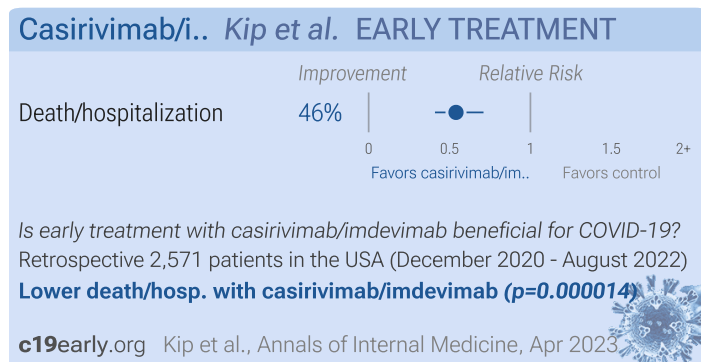 Casirivimab/i.. Kip et al. EARLY TREATMENT
Improvement Relative Risk
Death/hospitalization 46%
0 0.5 1 1.5 2+
Favors casirivimab/im.. Favors control
Is early treatment with casirivimab/imdevimab beneficial for COVID-19?
Retrospective 2,571 patients in the USA (December 2020 - August 2022)
Lower death/hosp. with casirivimab/imdevimab (p=0.000014)
c19early.org Kip et al., Annals of Internal Medicine, Apr 2023